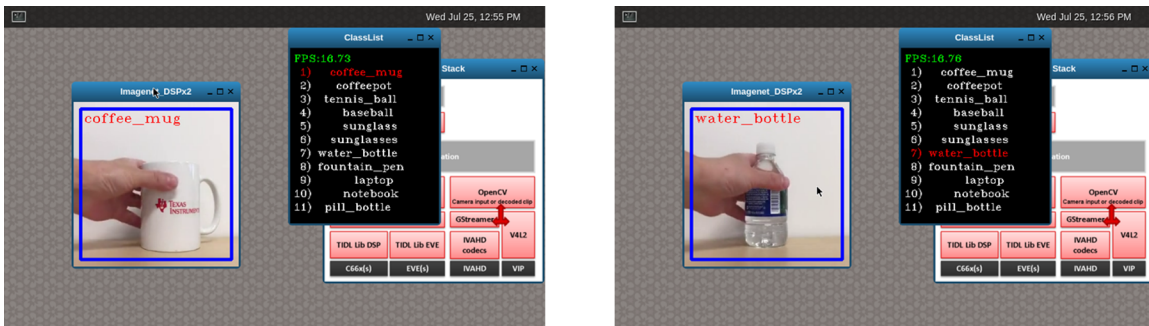 Wed Jul 25, 12:55 PM
ClassList
FPS:16.73
1) coffee_mug
2) coffeepot
3) tennis_ball
4) baseball
5) sunglass
6) sunglasses
7) water_bottle
8) fountain_pen
9) laptop
10) notebook
11) pill_bottle
Stack
Imagenet_DSPx2
coffee_mug
TEXAS
INSTRUMENTS
OpenCV
Camera input or decoded clip
GStreamer
TIDL Lib DSP
TIDL Lib EVE
IVAHD
codecs
V4L2
C66x(s)
EVE(s)
IVAHD
VIP
Wed Jul 25, 12:56 PM
ClassList
FPS:16.76
1) coffee_mug
2) coffeepot
3) tennis_ball
4) baseball
5) sunglass
6) sunglasses
7) water_bottle
8) fountain_pen
9) laptop
10) notebook
11) pill_bottle
Stack
Imagenet_DSPx2
water_bottle
OpenCV
Camera input or decoded clip
GStreamer
TIDL Lib DSP
TIDL Lib EVE
IVAHD
codecs
V4L2
C66x(s)
EVE(s)
IVAHD
VIP